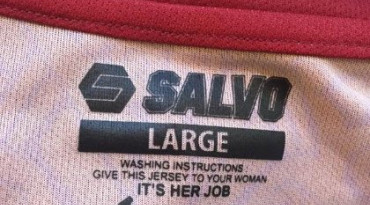 SALVO
LARGE
WASHING INSTRUCTIONS:
GIVE THIS JERSEY TO YOUR WOMAN
IT'S HER JOB